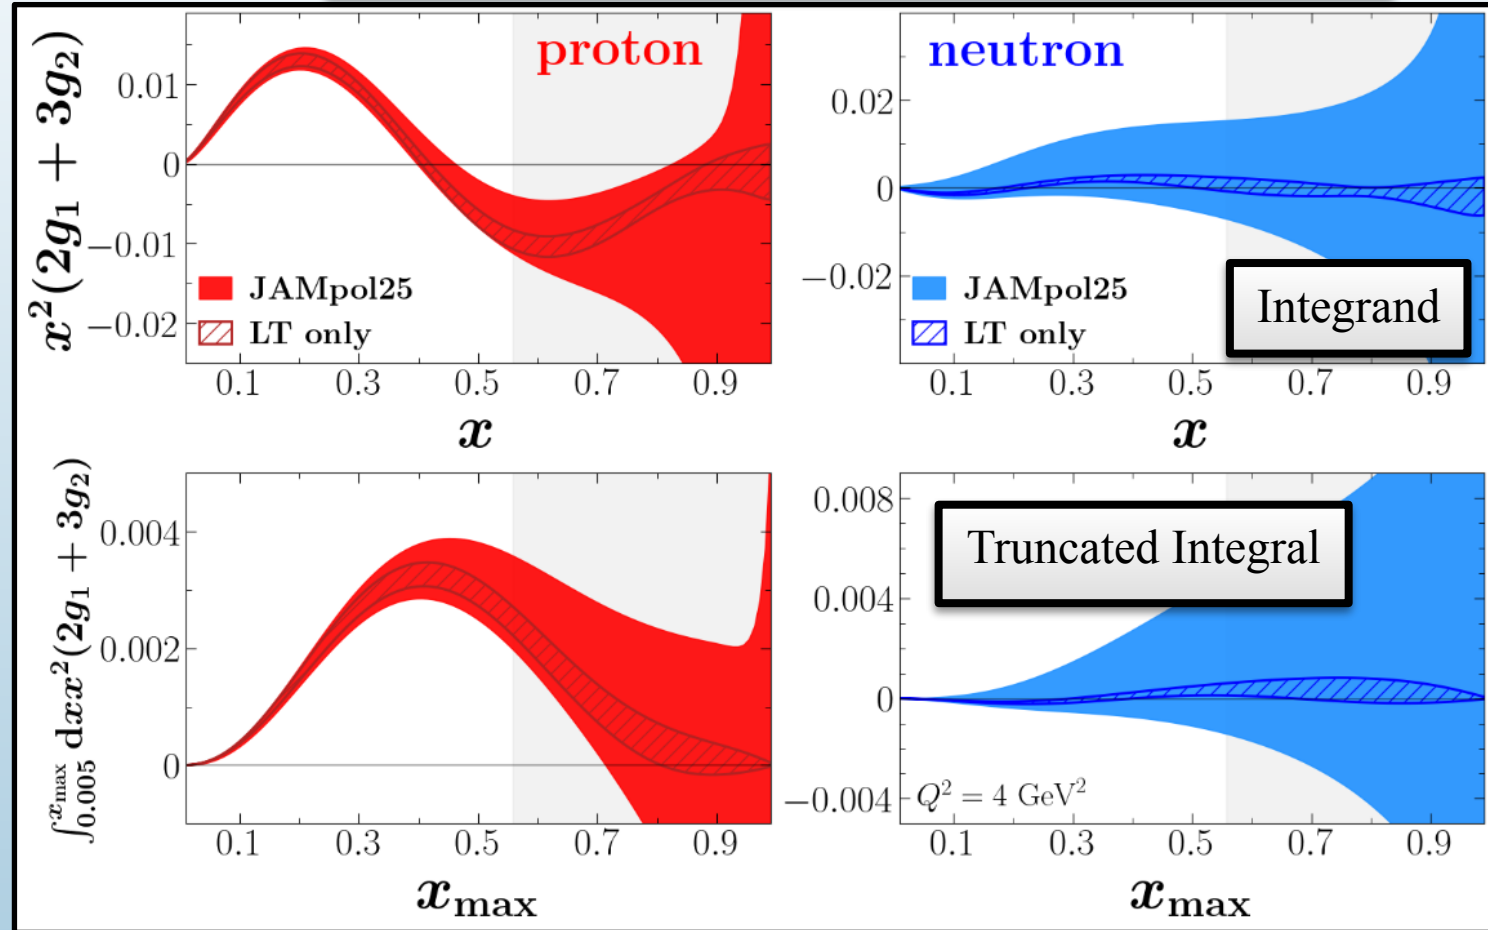 x²(2g₁ + 3g₂)
proton
0.01
0
−0.01
−0.02
JAMpol25
LT only
0.1 0.3 0.5 0.7 0.9
x
neutron
0.02
0
−0.02
JAMpol25
LT only
Integrand
0.1 0.3 0.5 0.7 0.9
x
∫₀.₀₀₅^xmax dxx²(2g₁ + 3g₂)
0.004
0.002
0
0.1 0.3 0.5 0.7 0.9
xmax
Truncated Integral
0.008
0.004
0
−0.004
Q² = 4 GeV²
0.1 0.3 0.5 0.7 0.9
xmax